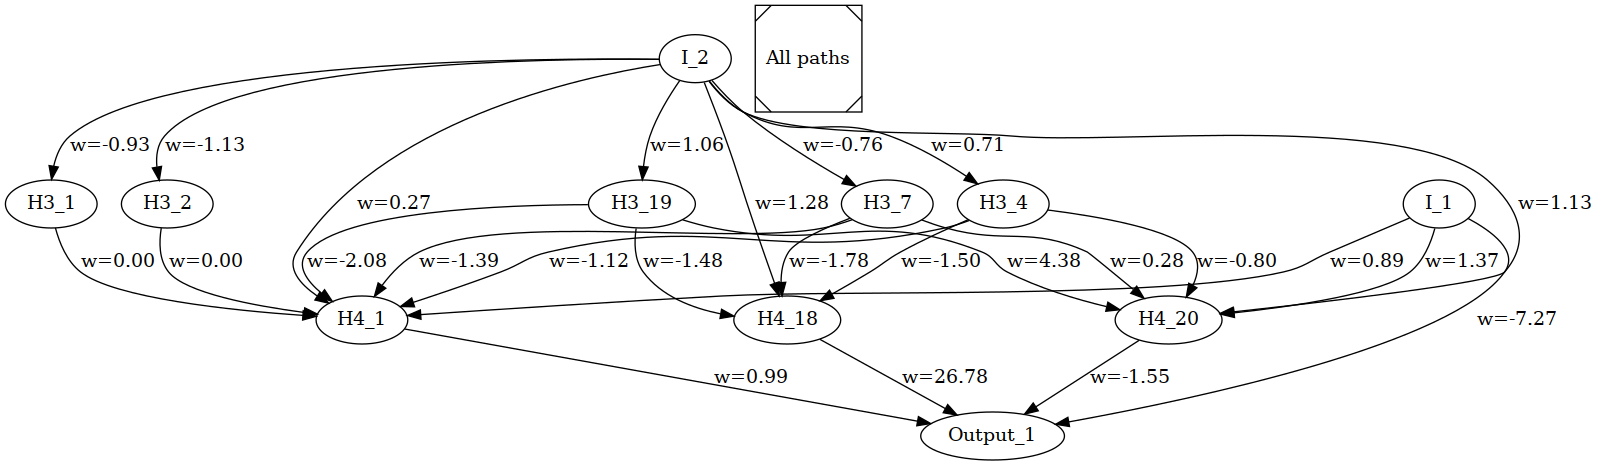 I_2
All paths
w=-0.93
w=-1.13
w=1.06
w=-0.76
w=0.71
H3_1
H3_2
w=0.27
H3_19
w=1.28
H3_7
H3_4
I_1
w=1.13
w=0.00
w=0.00
w=-2.08
w=-1.39
w=-1.12
w=-1.48
w=-1.78
w=-1.50
w=4.38
w=0.28
w=-0.80
w=0.89
w=1.37
H4_1
H4_18
H4_20
w=-7.27
w=0.99
w=26.78
w=-1.55
Output_1